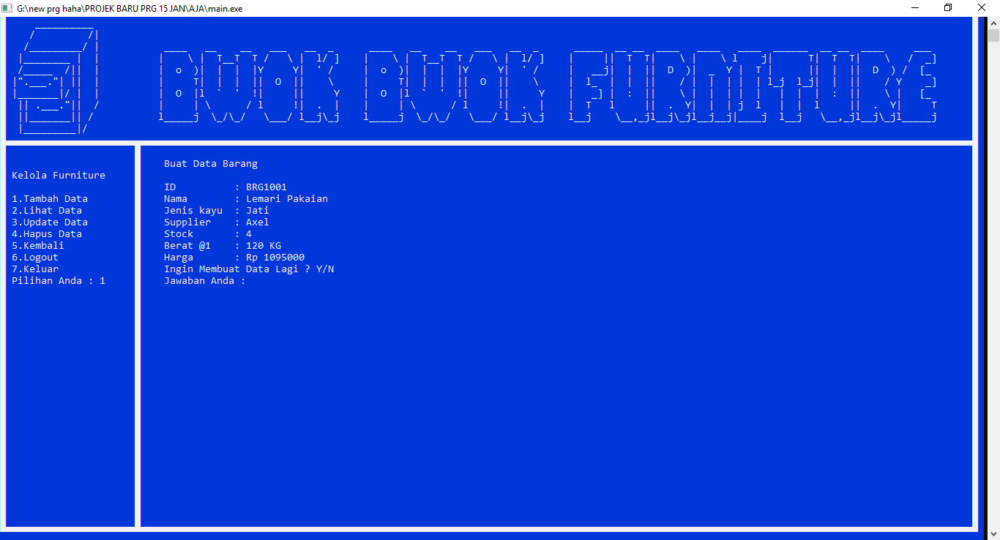 G:\new prg haha\PROJEK BARU PRG 15 JAN\AJA\main.exe
BWOK BWOK FURNITURE
Kelola Furniture
1.Tambah Data
2.Lihat Data
3.Update Data
4.Hapus Data
5.Kembali
6.Logout
7.Keluar
Pilihan Anda : 1
Buat Data Barang
ID : BRG1001
Nama : Lemari Pakaian
Jenis kayu : Jati
Supplier : Axel
Stock : 4
Berat @1 : 120 KG
Harga : Rp 1095000
Ingin Membuat Data Lagi ? Y/N
Jawaban Anda :